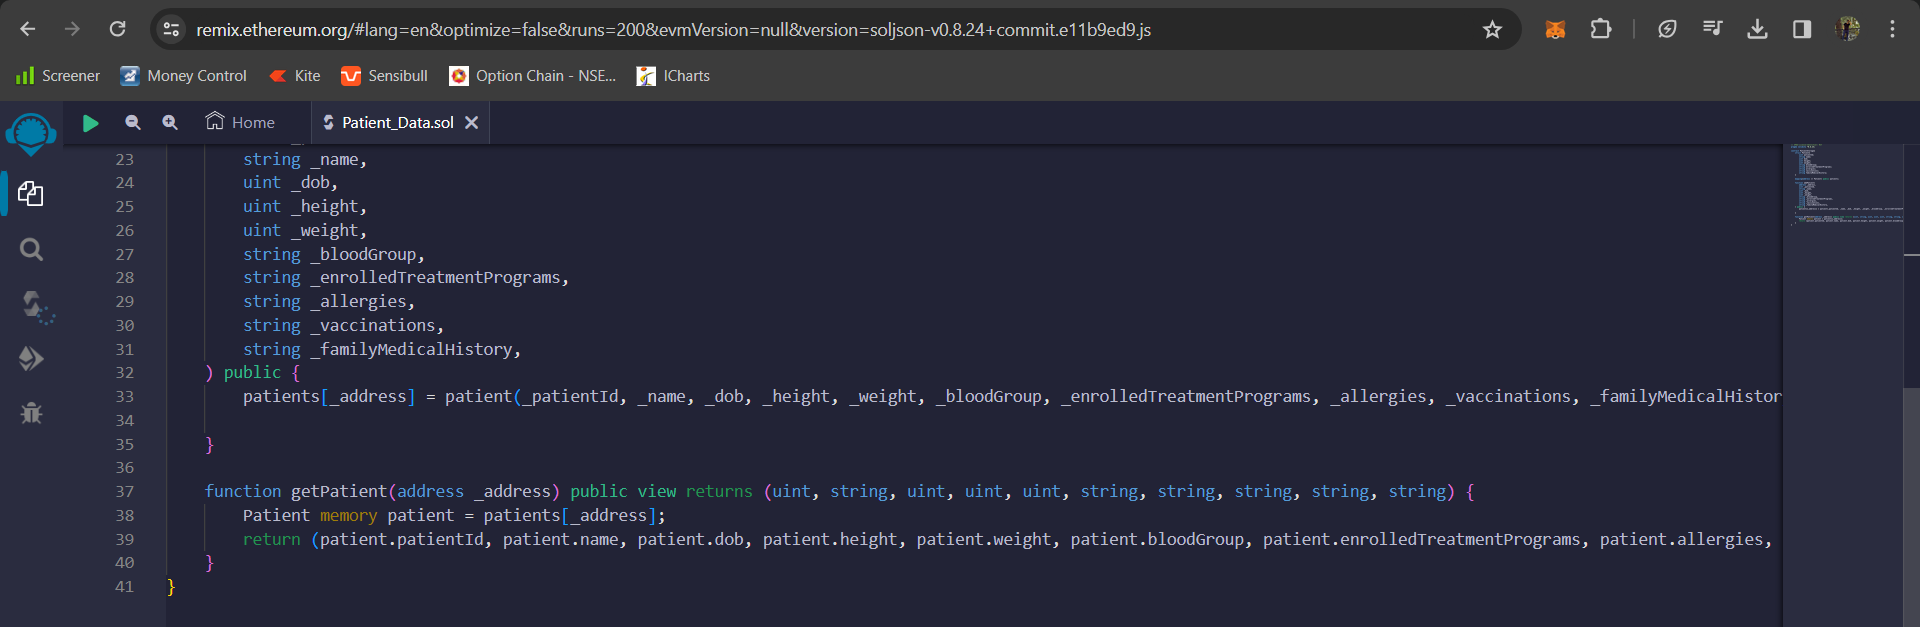 remix.ethereum.org/#lang=en&optimize=false&runs=200&evmVersion=null&version=soljson-v0.8.24+commit.e11b9ed9.js
Screener Money Control Kite Sensibull Option Chain - NSE... ICharts
Home Patient_Data.sol
23 string _name,
24 uint _dob,
25 uint _height,
26 uint _weight,
27 string _bloodGroup,
28 string _enrolledTreatmentPrograms,
29 string _allergies,
30 string _vaccinations,
31 string _familyMedicalHistory,
32 ) public {
33 patients[_address] = patient(_patientId, _name, _dob, _height, _weight, _bloodGroup, _enrolledTreatmentPrograms, _allergies, _vaccinations, _familyMedicalHistor
34
35 }
36
37 function getPatient(address _address) public view returns (uint, string, uint, uint, uint, string, string, string, string, string) {
38 Patient memory patient = patients[_address];
39 return (patient.patientId, patient.name, patient.dob, patient.height, patient.weight, patient.bloodGroup, patient.enrolledTreatmentPrograms, patient.allergies,
40 }
41 }